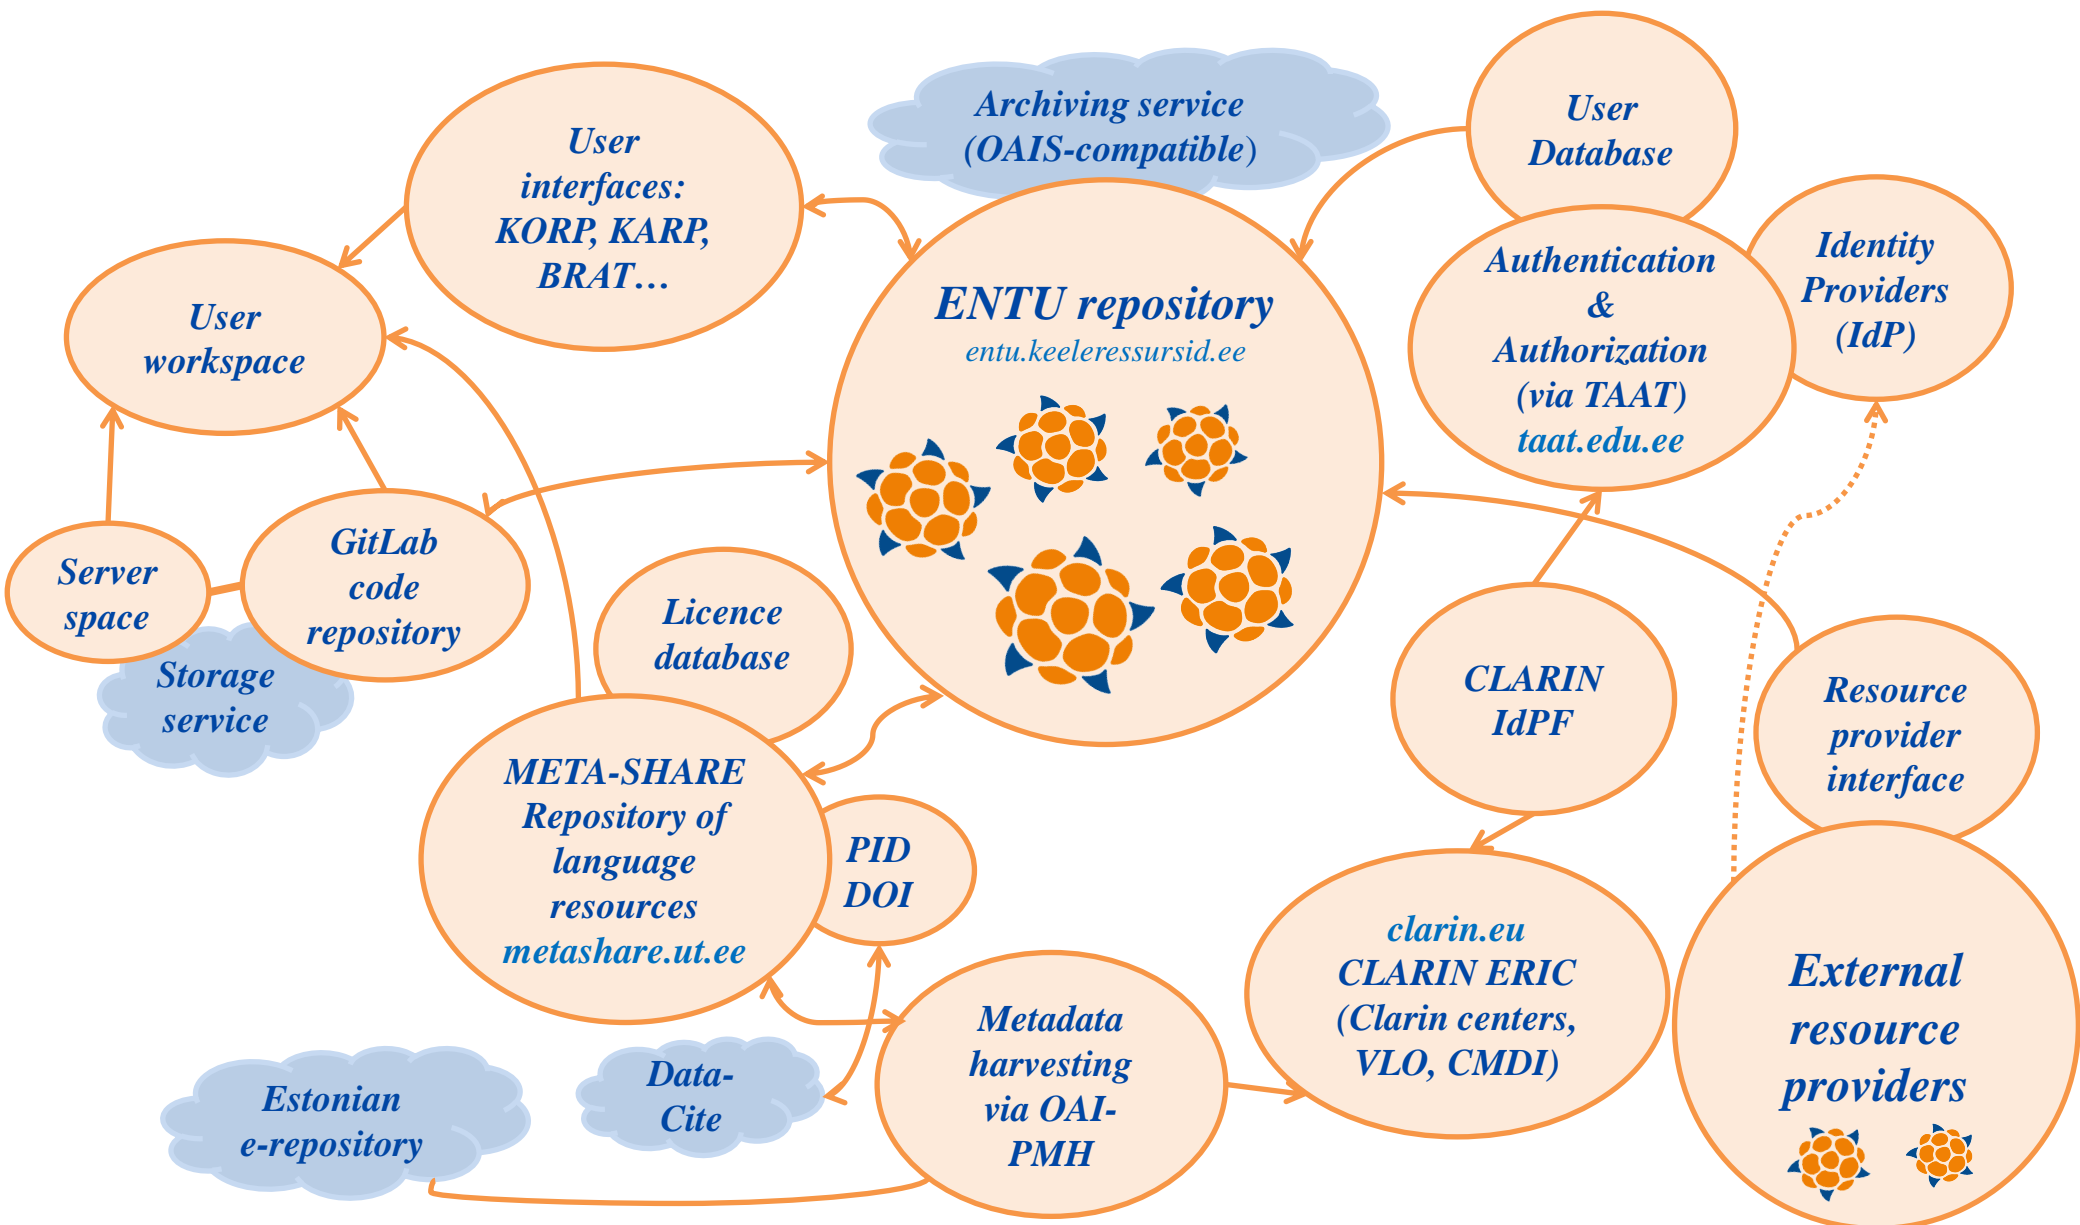 Archiving service
(OAIS-compatible)
User
Database
User
interfaces:
KORP, KARP,
BRAT…
Identity
Providers
(IdP)
Authentication
&
Authorization
(via TAAT)
taat.edu.ee
ENTU repository
entu.keeleressursid.ee
User
workspace
GitLab
code
repository
Server
space
Storage
service
Licence
database
CLARIN
IdPF
Resource
provider
interface
META-SHARE
Repository of
language
resources
metashare.ut.ee
PID
DOI
clarin.eu
CLARIN ERIC
(Clarin centers,
VLO, CMDI)
External
resource
providers
Metadata
harvesting
via OAI-
PMH
Data-
Cite
Estonian
e-repository